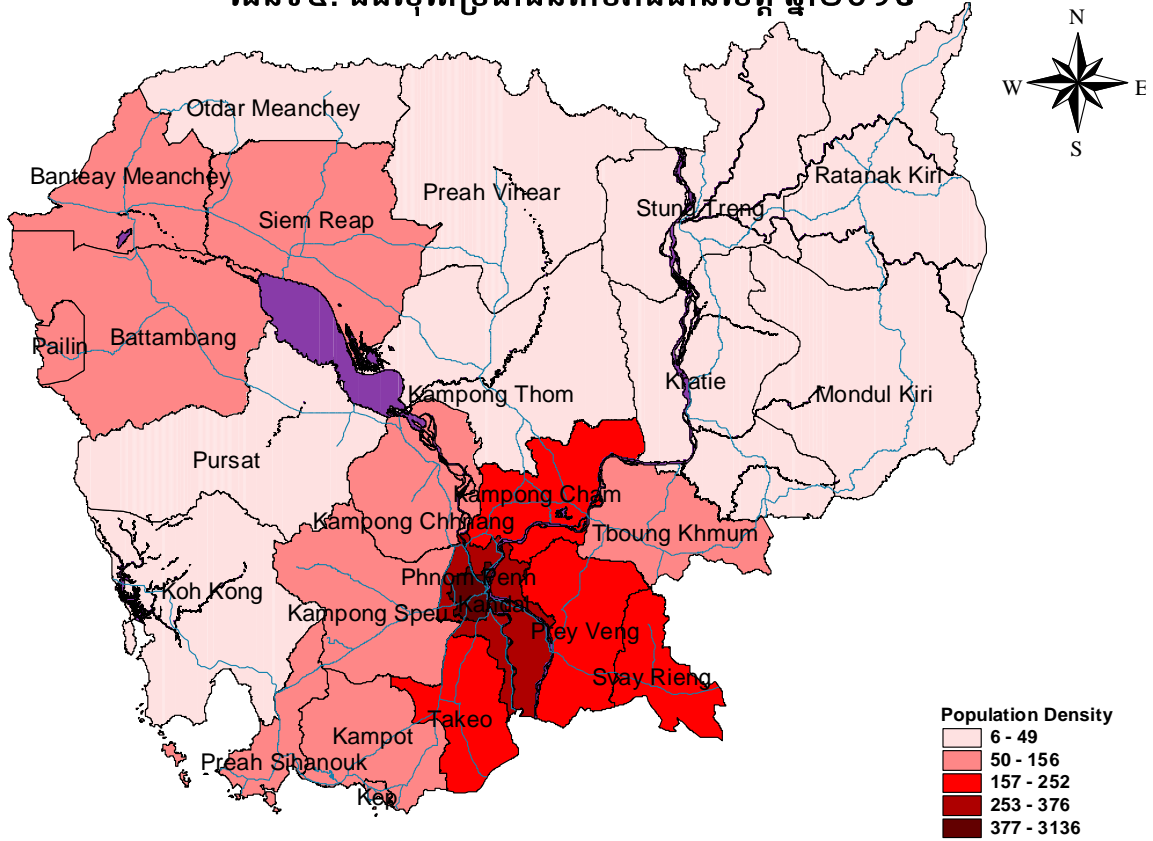 N
W E
S
Otdar Meanchey
Banteay Meanchey
Ratanak Kiri
Preah Vihear
Siem Reap
Stung Treng
Pailin
Battambang
Kratie
Kampong Thom
Mondul Kiri
Pursat
Kampong Cham
Kampong Chhnang
Tboung Khmum
Phnom Penh
Koh Kong
Kandal
Kampong Speu
Prey Veng
Svay Rieng
Takeo
Kampot
Preah Sihanouk
Kep
Population Density
6 - 49
50 - 156
157 - 252
253 - 376
377 - 3136